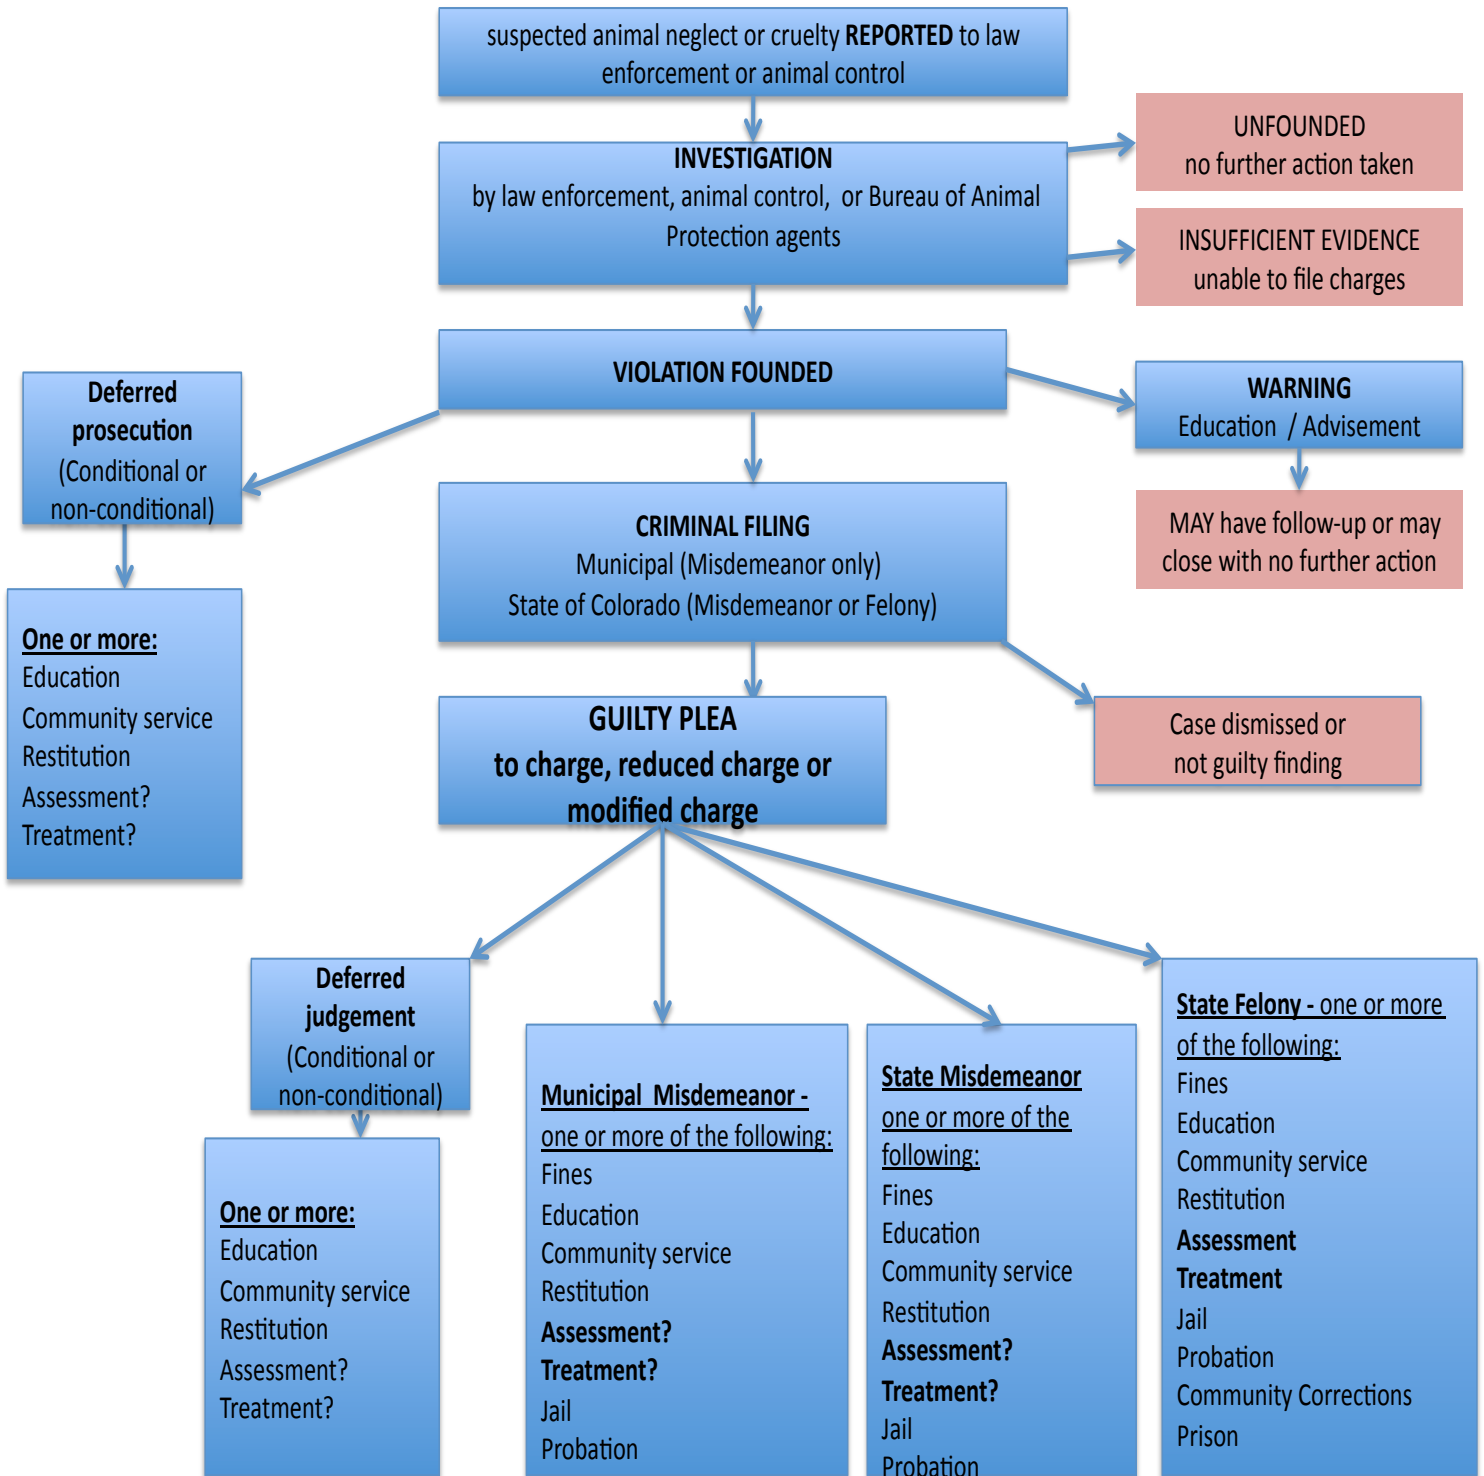 suspected animal neglect or cruelty REPORTED to law
enforcement or animal control
INVESTIGATION
by law enforcement, animal control, or Bureau of Animal
Protection agents
UNFOUNDED
no further action taken
INSUFFICIENT EVIDENCE
unable to file charges
VIOLATION FOUNDED
WARNING
Education / Advisement
MAY have follow-up or may
close with no further action
Deferred
prosecution
(Conditional or
non-conditional)
One or more:
Education
Community service
Restitution
Assessment?
Treatment?
CRIMINAL FILING
Municipal (Misdemeanor only)
State of Colorado (Misdemeanor or Felony)
Case dismissed or
not guilty finding
GUILTY PLEA
to charge, reduced charge or
modified charge
Deferred
judgement
(Conditional or
non-conditional)
One or more:
Education
Community service
Restitution
Assessment?
Treatment?
Municipal Misdemeanor -
one or more of the following:
Fines
Education
Community service
Restitution
Assessment?
Treatment?
Jail
Probation
State Misdemeanor
one or more of the
following:
Fines
Education
Community service
Restitution
Assessment?
Treatment?
Jail
Probation
State Felony - one or more
of the following:
Fines
Education
Community service
Restitution
Assessment
Treatment
Jail
Probation
Community Corrections
Prison